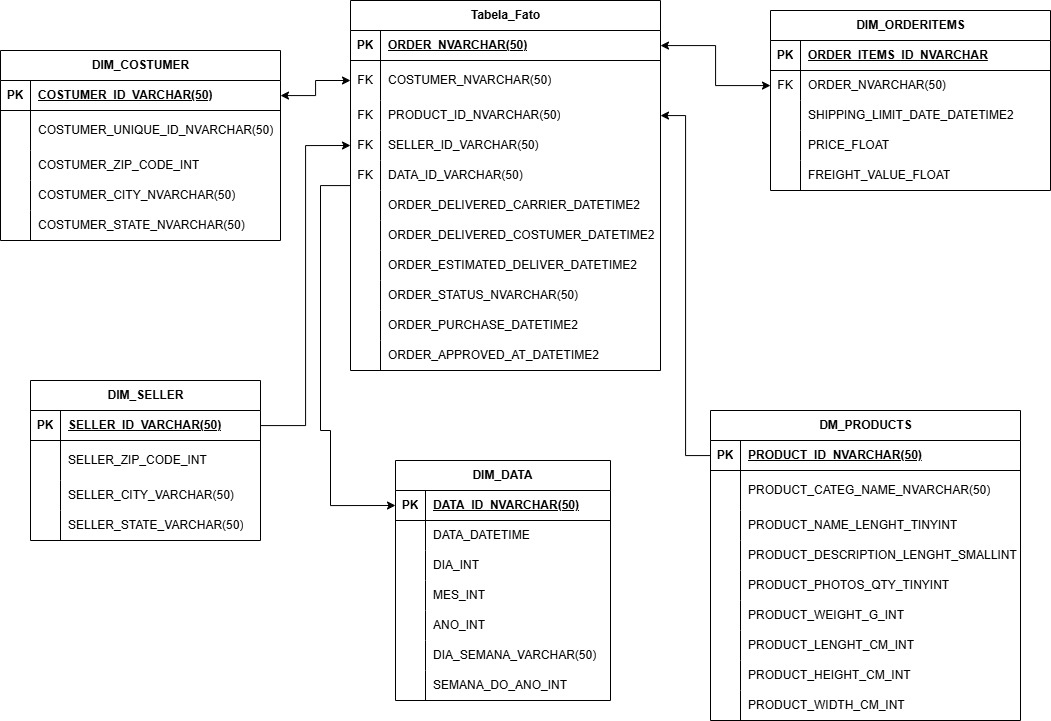 Tabela_Fato
PK ORDER_NVARCHAR(50)
FK COSTUMER_NVARCHAR(50)
FK PRODUCT_ID_NVARCHAR(50)
FK SELLER_ID_VARCHAR(50)
FK DATA_ID_VARCHAR(50)
ORDER_DELIVERED_CARRIER_DATETIME2
ORDER_DELIVERED_COSTUMER_DATETIME2
ORDER_ESTIMATED_DELIVER_DATETIME2
ORDER_STATUS_NVARCHAR(50)
ORDER_PURCHASE_DATETIME2
ORDER_APPROVED_AT_DATETIME2
DIM_ORDERITEMS
PK ORDER_ITEMS_ID_NVARCHAR
FK ORDER_NVARCHAR(50)
SHIPPING_LIMIT_DATE_DATETIME2
PRICE_FLOAT
FREIGHT_VALUE_FLOAT
DIM_COSTUMER
PK COSTUMER_ID_VARCHAR(50)
COSTUMER_UNIQUE_ID_NVARCHAR(50)
COSTUMER_ZIP_CODE_INT
COSTUMER_CITY_NVARCHAR(50)
COSTUMER_STATE_NVARCHAR(50)
DIM_SELLER
PK SELLER_ID_VARCHAR(50)
SELLER_ZIP_CODE_INT
SELLER_CITY_VARCHAR(50)
SELLER_STATE_VARCHAR(50)
DIM_DATA
PK DATA_ID_NVARCHAR(50)
DATA_DATETIME
DIA_INT
MES_INT
ANO_INT
DIA_SEMANA_VARCHAR(50)
SEMANA_DO_ANO_INT
DM_PRODUCTS
PK PRODUCT_ID_NVARCHAR(50)
PRODUCT_CATEG_NAME_NVARCHAR(50)
PRODUCT_NAME_LENGHT_TINYINT
PRODUCT_DESCRIPTION_LENGHT_SMALLINT
PRODUCT_PHOTOS_QTY_TINYINT
PRODUCT_WEIGHT_G_INT
PRODUCT_LENGHT_CM_INT
PRODUCT_HEIGHT_CM_INT
PRODUCT_WIDTH_CM_INT